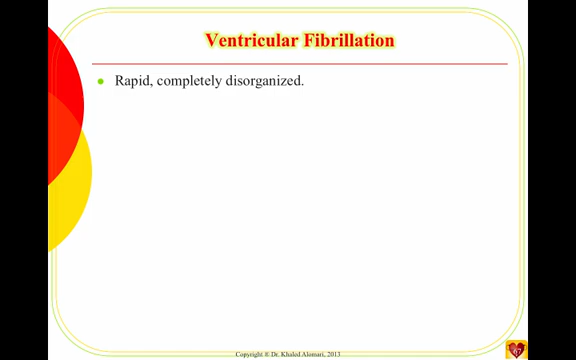 Ventricular Fibrillation
Rapid, completely disorganized.
Copyright ® Dr. Khaled Alomari, 2013